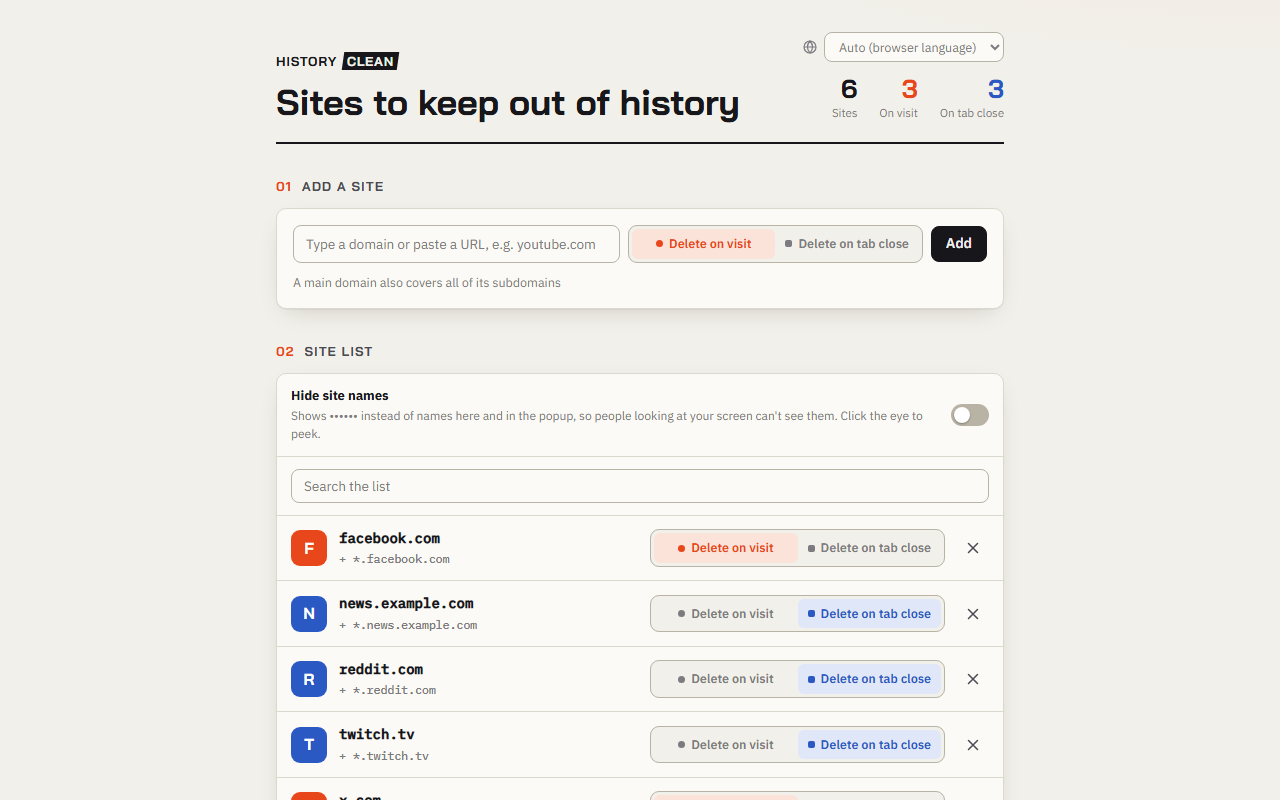 HISTORY CLEAN
Sites to keep out of history
Auto (browser language)
6
Sites
3
On visit
3
On tab close
01 ADD A SITE
Type a domain or paste a URL, e.g. youtube.com
Delete on visit
Delete on tab close
Add
A main domain also covers all of its subdomains
02 SITE LIST
Hide site names
Shows •••••• instead of names here and in the popup, so people looking at your screen can't see them. Click the eye to
peek.
Search the list
F
facebook.com
+ *.facebook.com
Delete on visit
Delete on tab close
N
news.example.com
+ *.news.example.com
Delete on visit
Delete on tab close
R
reddit.com
+ *.reddit.com
Delete on visit
Delete on tab close
T
twitch.tv
+ *.twitch.tv
Delete on visit
Delete on tab close
x.com